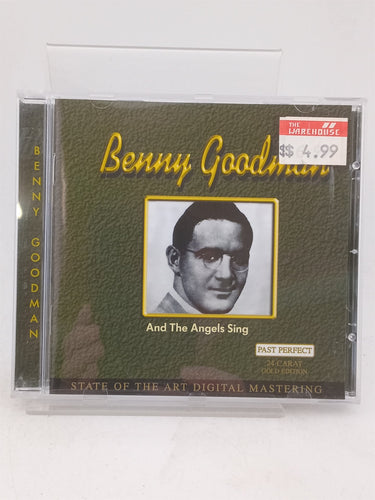 THE
WAREHOUSE
$$ 4.99
Benny Goodman
BENNY GOODMAN
And The Angels Sing
PAST PERFECT
24 CARAT
GOLD EDITION
STATE OF THE ART DIGITAL MASTERING